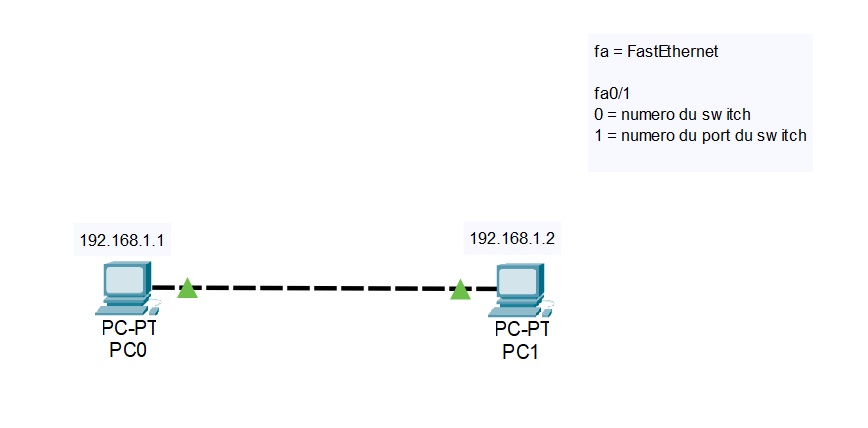 fa = FastEthernet
fa0/1
0 = numero du switch
1 = numero du port du switch
192.168.1.1
192.168.1.2
PC-PT
PC0
PC-PT
PC1